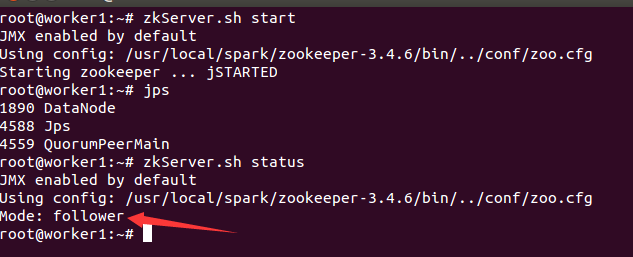 root@worker1:~# zkServer.sh start
JMX enabled by default
Using config: /usr/local/spark/zookeeper-3.4.6/bin/../conf/zoo.cfg
Starting zookeeper ... jSTARTED
root@worker1:~# jps
1890 DataNode
4588 Jps
4559 QuorumPeerMain
root@worker1:~# zkServer.sh status
JMX enabled by default
Using config: /usr/local/spark/zookeeper-3.4.6/bin/../conf/zoo.cfg
Mode: follower
root@worker1:~#